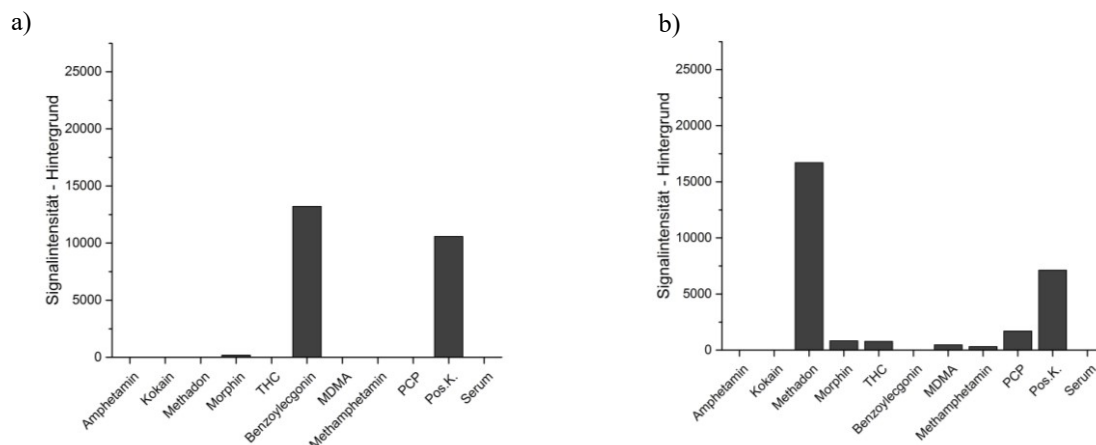 a)
Signalintensität - Hintergrund
25000
20000
15000
10000
5000
0
Amphetamin
Kokain
Methadon
Morphin
THC
Benzoylecgonin
MDMA
Methamphetamin
PCP
Pos.K.
Serum
b)
Signalintensität - Hintergrund
25000
20000
15000
10000
5000
0
Amphetamin
Kokain
Methadon
Morphin
THC
Benzoylecgonin
MDMA
Methamphetamin
PCP
Pos.K.
Serum